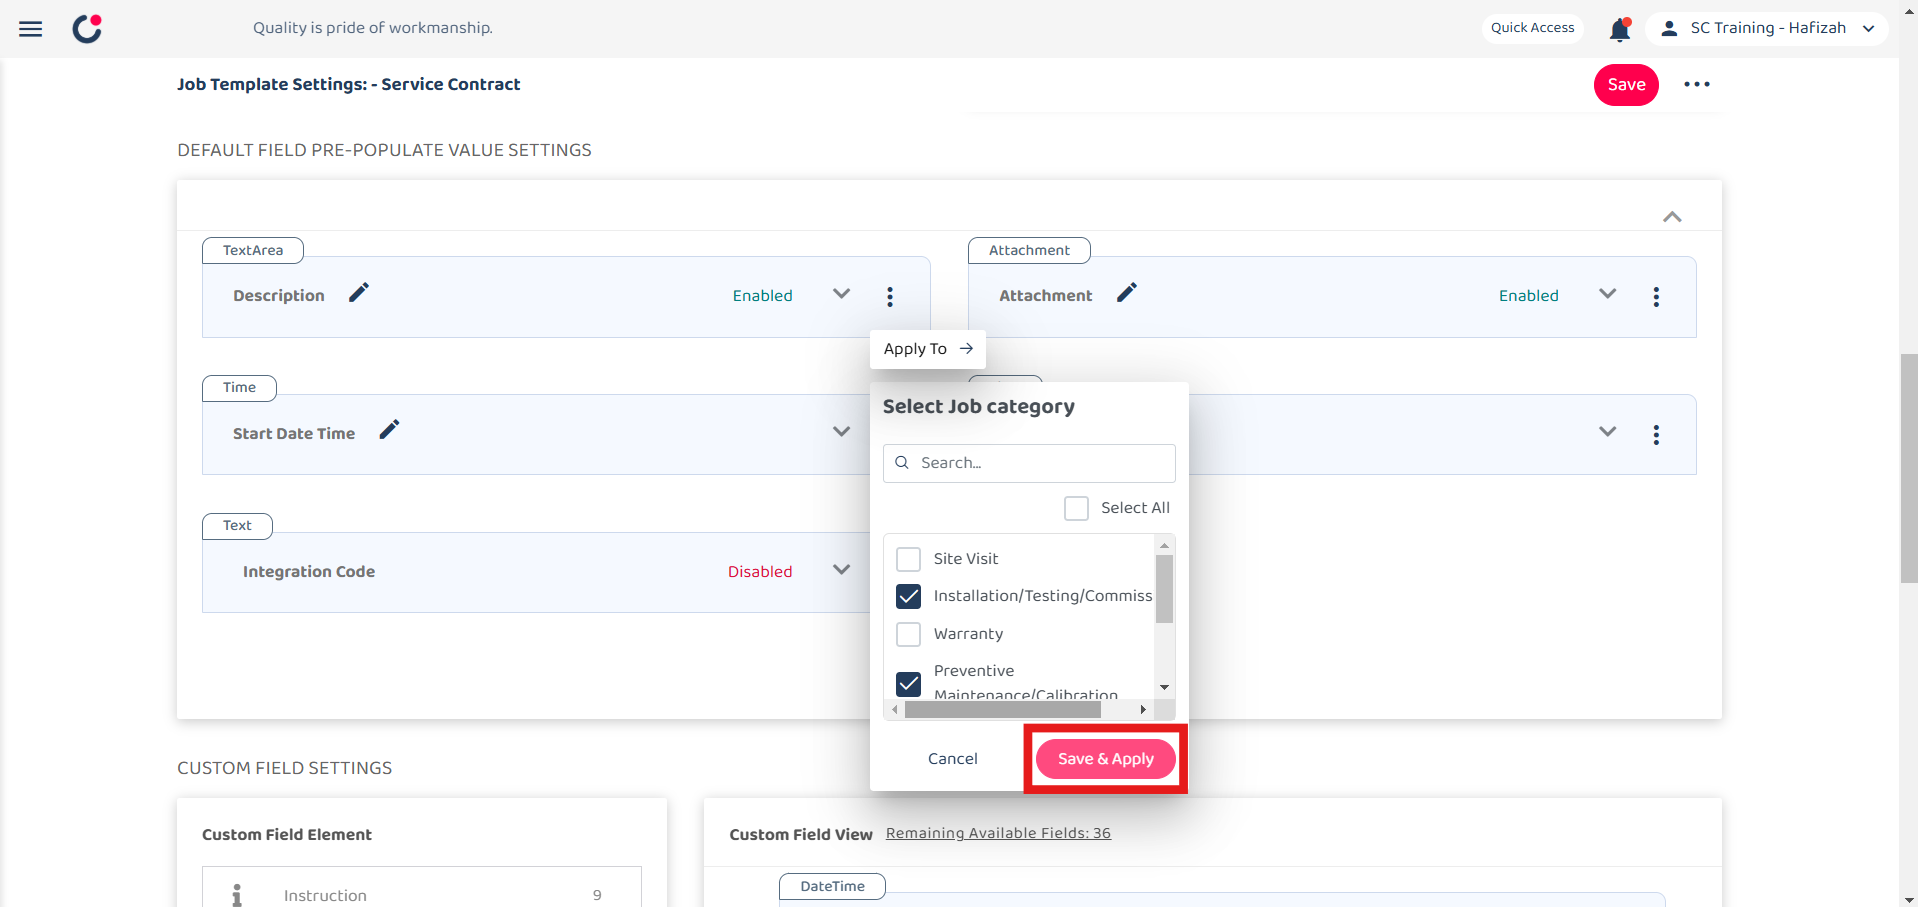 Quality is pride of workmanship.
Quick Access
SC Training - Hafizah
Job Template Settings: - Service Contract
Save
DEFAULT FIELD PRE-POPULATE VALUE SETTINGS
TextArea
Attachment
Description
Enabled
Attachment
Enabled
Apply To
Time
Select Job category
Start Date Time
Search...
Select All
Text
Site Visit
Integration Code
Disabled
Installation/Testing/Commiss
Warranty
Preventive
Maintenance/Calibration
Cancel
Save & Apply
CUSTOM FIELD SETTINGS
Custom Field Element
Custom Field View
Remaining Available Fields: 36
DateTime
Instruction
9